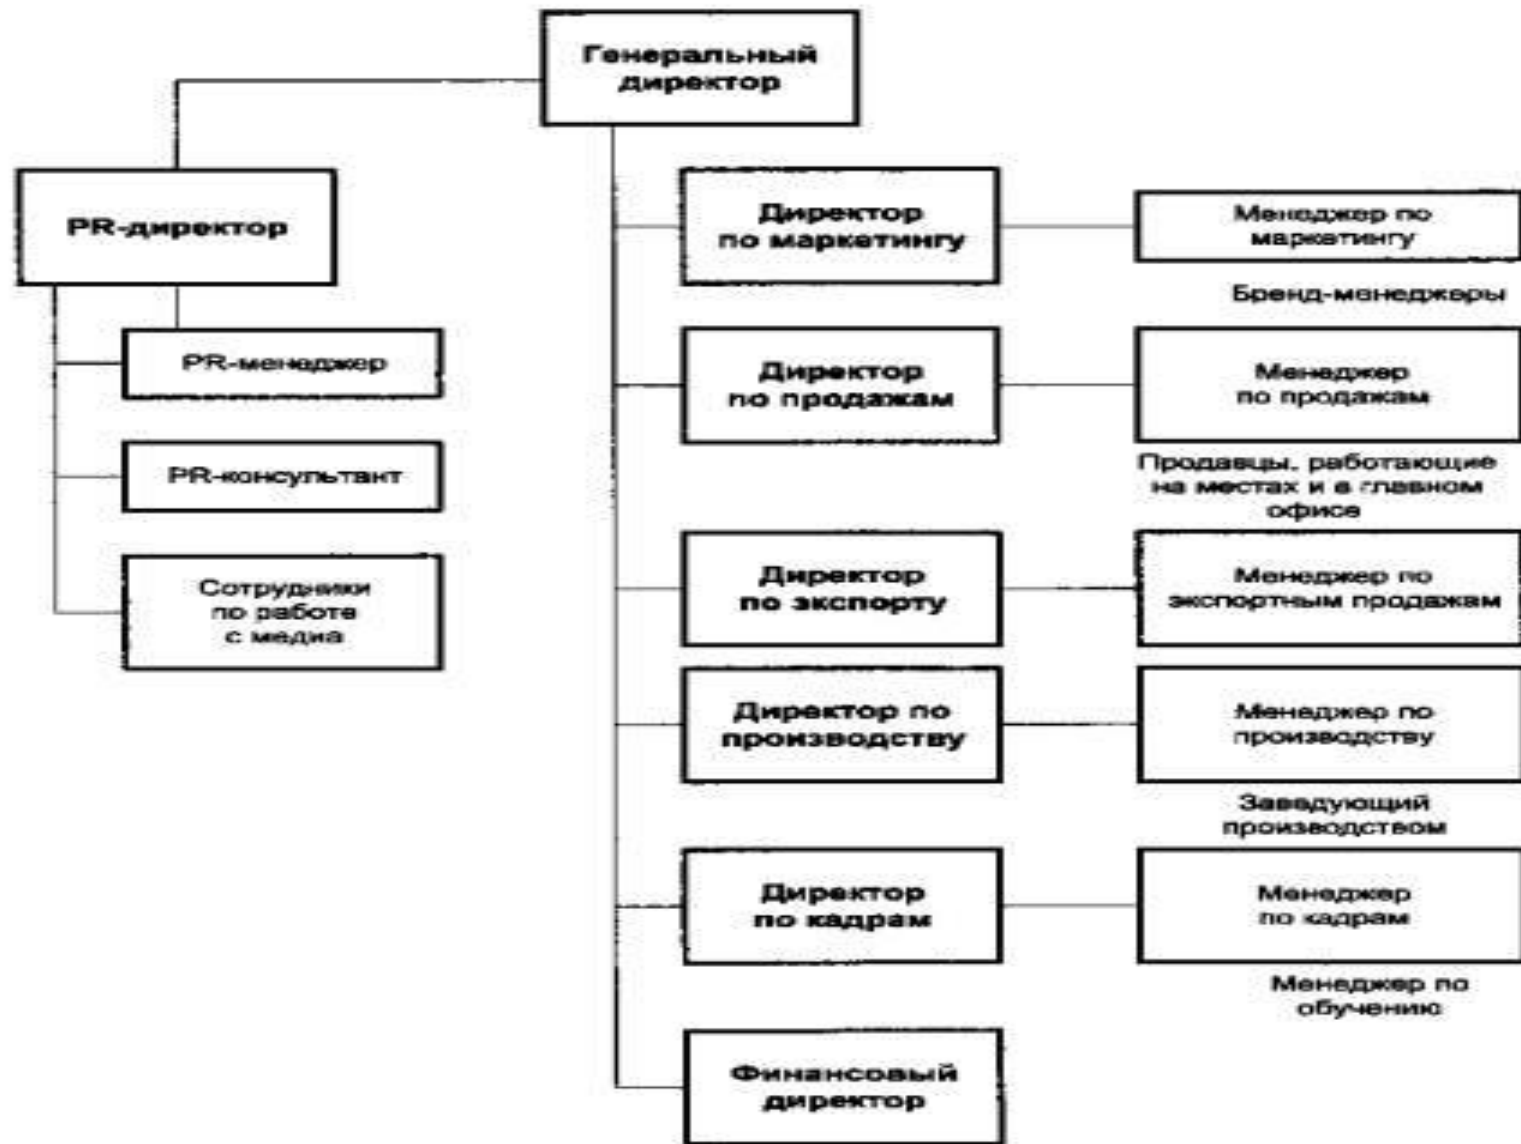 Генеральный
директор
PR-директор
PR-менеджер
PR-консультант
Сотрудники
по работе
с медиа
Директор
по маркетингу
Менеджер по
маркетингу
Бренд-менеджеры
Директор
по продажам
Менеджер
по продажам
Продавцы, работающие
на местах и в главном
офисе
Директор
по экспорту
Менеджер по
экспортным продажам
Директор по
производству
Менеджер по
производству
Заведующий
производством
Директор
по кадрам
Менеджер
по кадрам
Менеджер по
обучению
Финансовый
директор